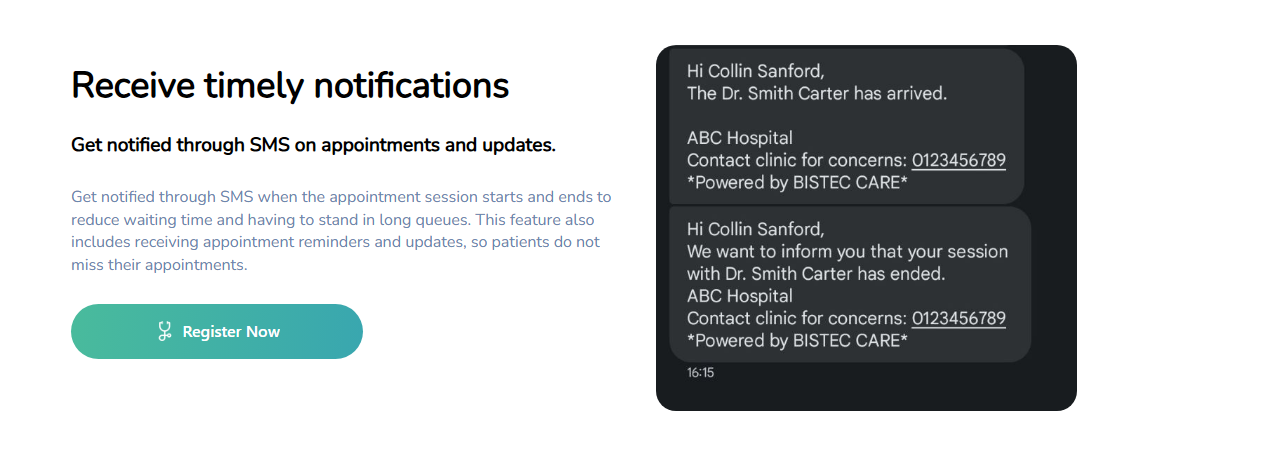 Receive timely notifications
Get notified through SMS on appointments and updates.
Get notified through SMS when the appointment session starts and ends to
reduce waiting time and having to stand in long queues. This feature also
includes receiving appointment reminders and updates, so patients do not
miss their appointments.
Register Now
Hi Collin Sanford,
The Dr. Smith Carter has arrived.
ABC Hospital
Contact clinic for concerns: 0123456789
*Powered by BISTEC CARE*
Hi Collin Sanford,
We want to inform you that your session
with Dr. Smith Carter has ended.
ABC Hospital
Contact clinic for concerns: 0123456789
*Powered by BISTEC CARE*
16:15